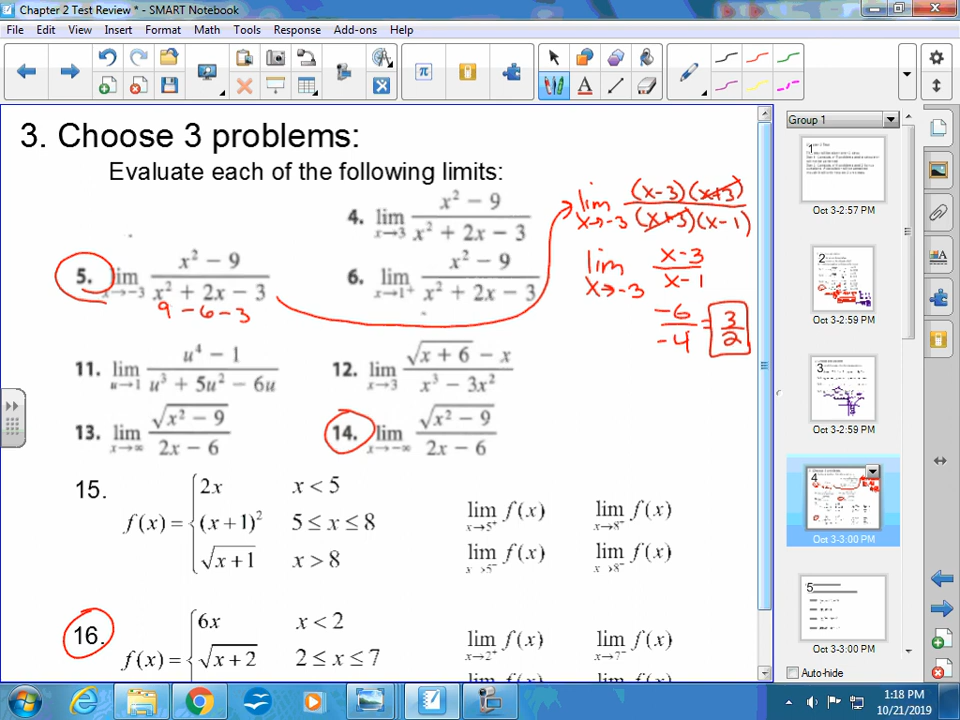 Chapter 2 Test Review * - SMART Notebook
File Edit View Insert Format Math Tools Response Add-ons Help
3. Choose 3 problems:
Evaluate each of the following limits:
4. lim x→3 x² − 9 / x² + 2x − 3
5. lim x→−3 x² − 9 / x² + 2x − 3
9 − 6 − 3
6. lim x→1⁺ x² − 9 / x² + 2x − 3
lim x→-3 (x-3)(x+3) / (x+3)(x-1)
lim x→-3 x-3 / x-1
-6 / -4 = 3 / 2
11. lim u→1 u⁴ − 1 / u³ + 5u² − 6u
12. lim x→3 √x + 6 − x / x³ − 3x²
13. lim x→∞ √x² − 9 / 2x − 6
14. lim x→−∞ √x² − 9 / 2x − 6
15.
f(x) = { 2x x < 5
(x+1)² 5 ≤ x ≤ 8
√x+1 x > 8
lim x→5⁺ f(x) lim x→8⁻ f(x)
lim x→5⁻ f(x) lim x→8⁻ f(x)
16.
f(x) = { 6x x < 2
√x+2 2 ≤ x ≤ 7
lim x→2⁺ f(x) lim x→7⁻ f(x)
Group 1
1
Oct 3-2:57 PM
2
Oct 3-2:59 PM
3
Oct 3-2:59 PM
4
Oct 3-3:00 PM
5
Oct 3-3:00 PM
Auto-hide
1:18 PM
10/21/2019